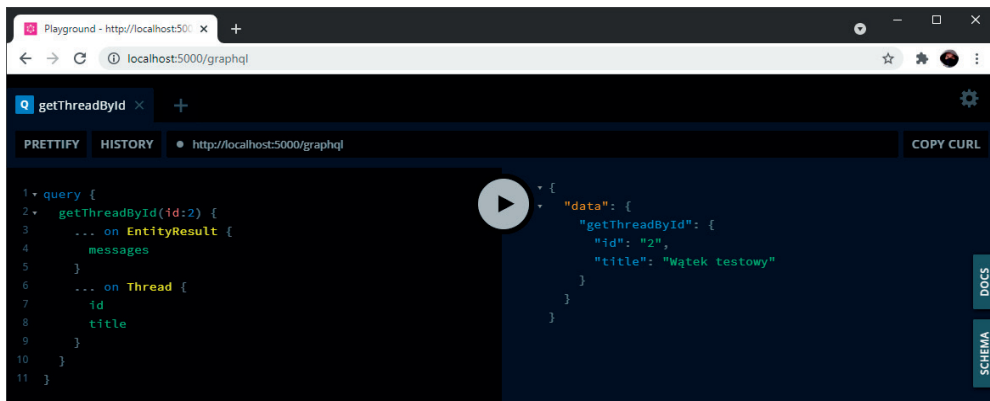 Playground - http://localhost:500
localhost:5000/graphql
Q getThreadById
PRETTIFY HISTORY http://localhost:5000/graphql COPY CURL
1 query {
2 getThreadById(id:2) {
3 ... on EntityResult {
4 messages
5 }
6 ... on Thread {
7 id
8 title
9 }
10 }
11 }
{
"data": {
"getThreadById": {
"id": "2",
"title": "Wątek testowy"
}
}
}
DOCS
SCHEMA